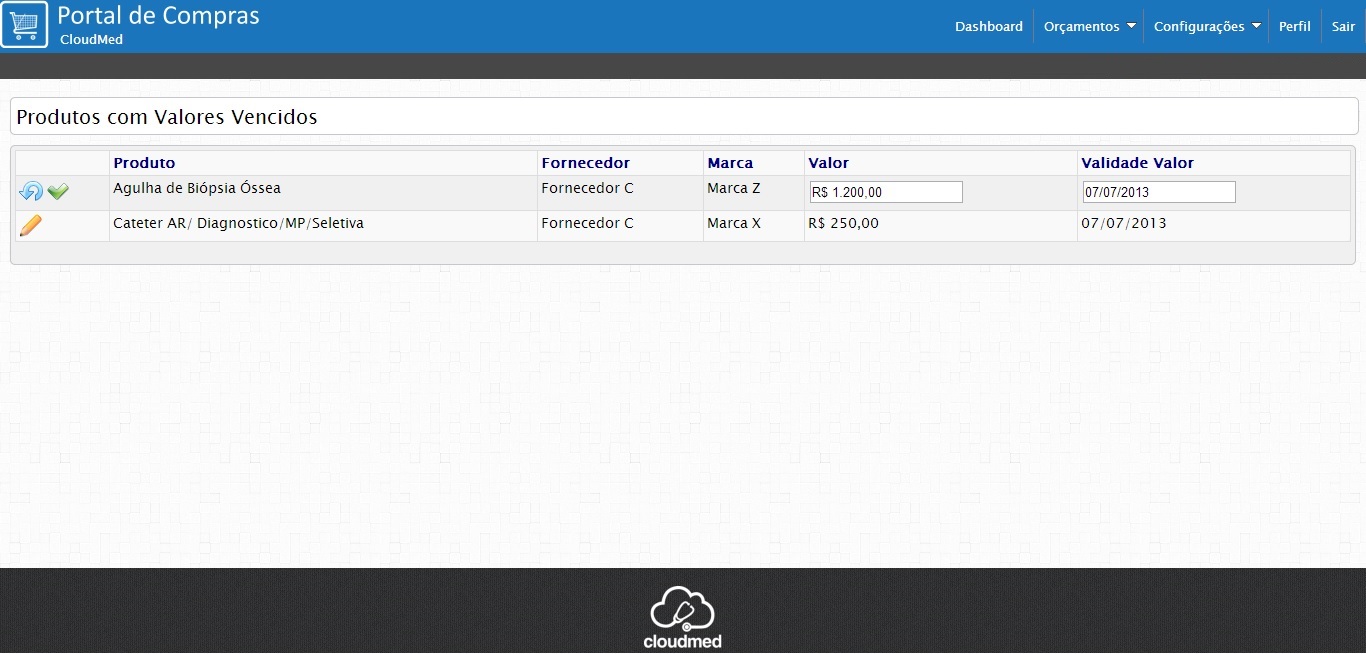 Portal de Compras
CloudMed
Dashboard Orçamentos Configurações Perfil Sair
Produtos com Valores Vencidos
Produto Fornecedor Marca Valor Validade Valor
Agulha de Biópsia Óssea Fornecedor C Marca Z R$ 1.200,00 07/07/2013
Cateter AR/ Diagnostico/MP/Seletiva Fornecedor C Marca X R$ 250,00 07/07/2013
cloudmed